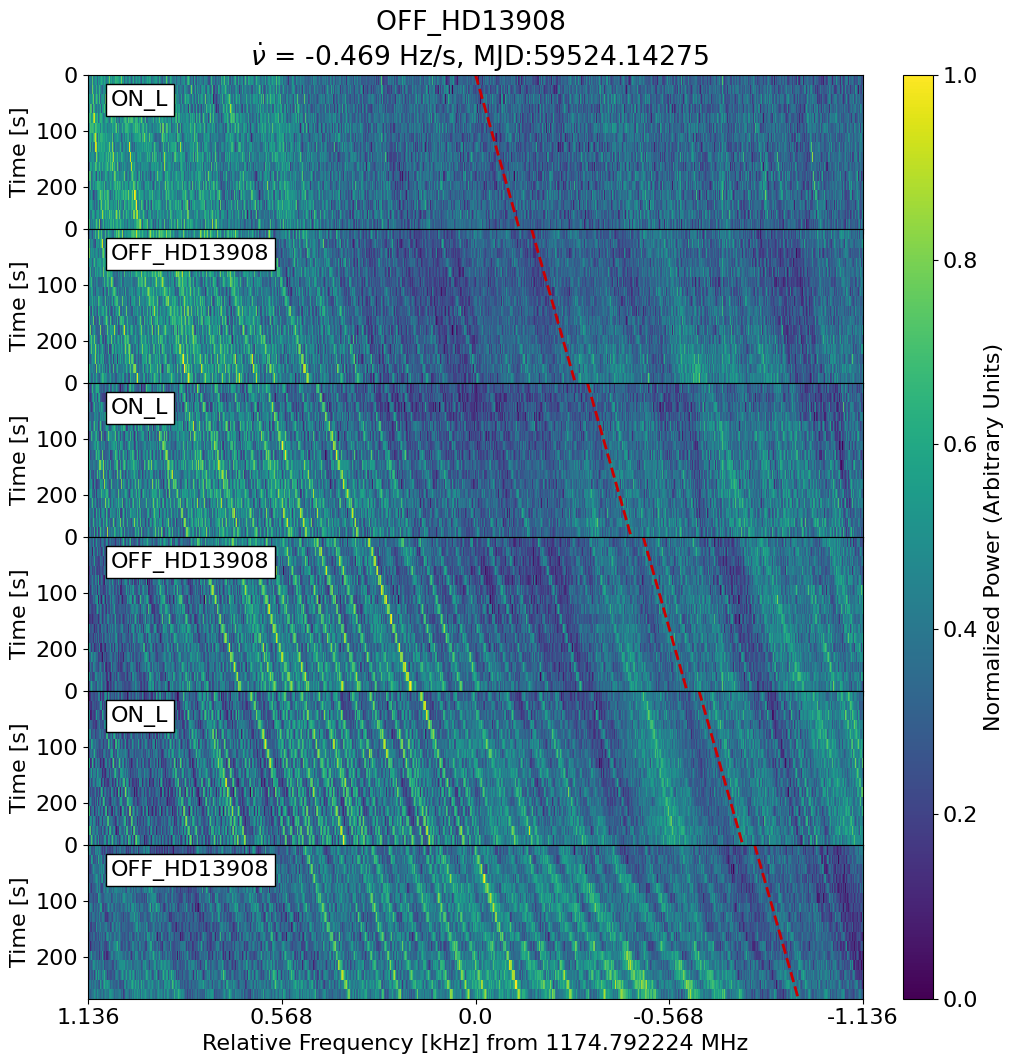 OFF_HD13908
ν̇ = -0.469 Hz/s, MJD:59524.14275
ON_L
OFF_HD13908
ON_L
OFF_HD13908
ON_L
OFF_HD13908
Time [s]
0
100
200
Time [s]
0
100
200
Time [s]
0
100
200
Time [s]
0
100
200
Time [s]
0
100
200
Time [s]
0
100
200
1.136 0.568 0.0 -0.568 -1.136
Relative Frequency [kHz] from 1174.792224 MHz
1.0
0.8
0.6
0.4
0.2
0.0
Normalized Power (Arbitrary Units)